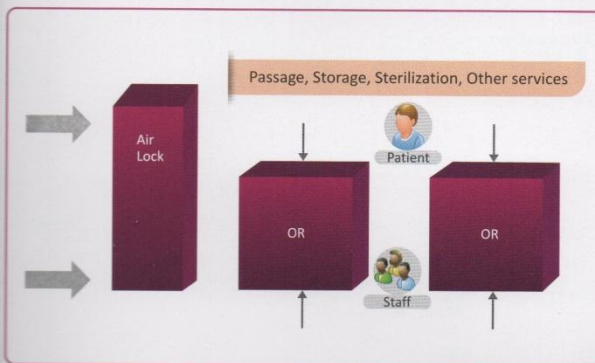 Passage, Storage, Sterilization, Other services
Air
Lock
Patient
OR
OR
Staff